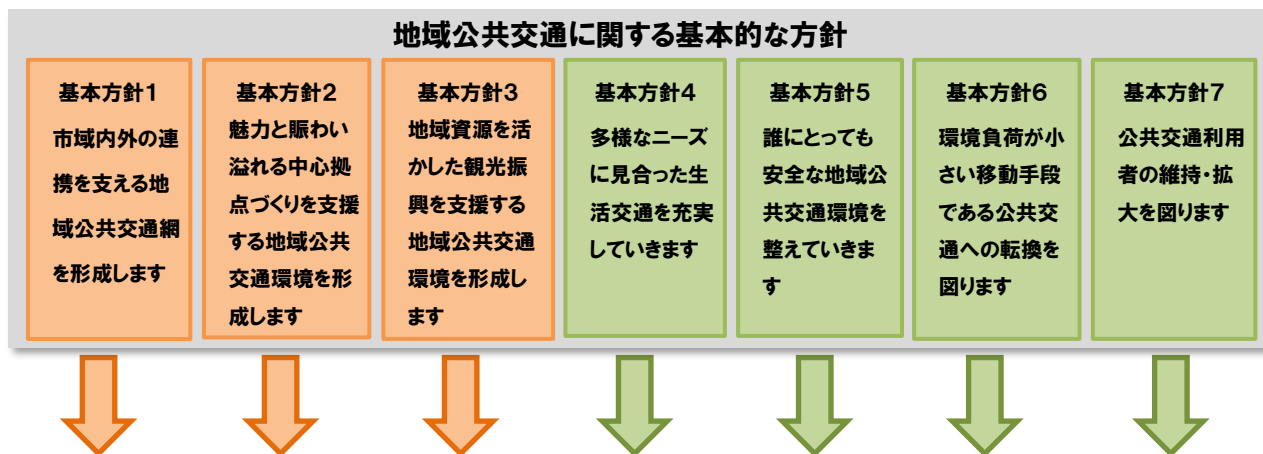 地域公共交通に関する基本的な方針
基本方針1
市域内外の連
携を支える地
域公共交通網
を形成します
基本方針2
魅力と賑わい
溢れる中心拠
点づくりを支援
する地域公共
交通環境を形
成します
基本方針3
地域資源を活
かした観光振
興を支援する
地域公共交通
環境を形成し
ます
基本方針4
多様なニーズ
に見合った生
活交通を充実
していきます
基本方針5
誰にとっても
安全な地域公
共交通環境を
整えていきま
す
基本方針6
環境負荷が小
さい移動手段
である公共交
通への転換を
図ります
基本方針7
公共交通利用
者の維持・拡
大を図ります